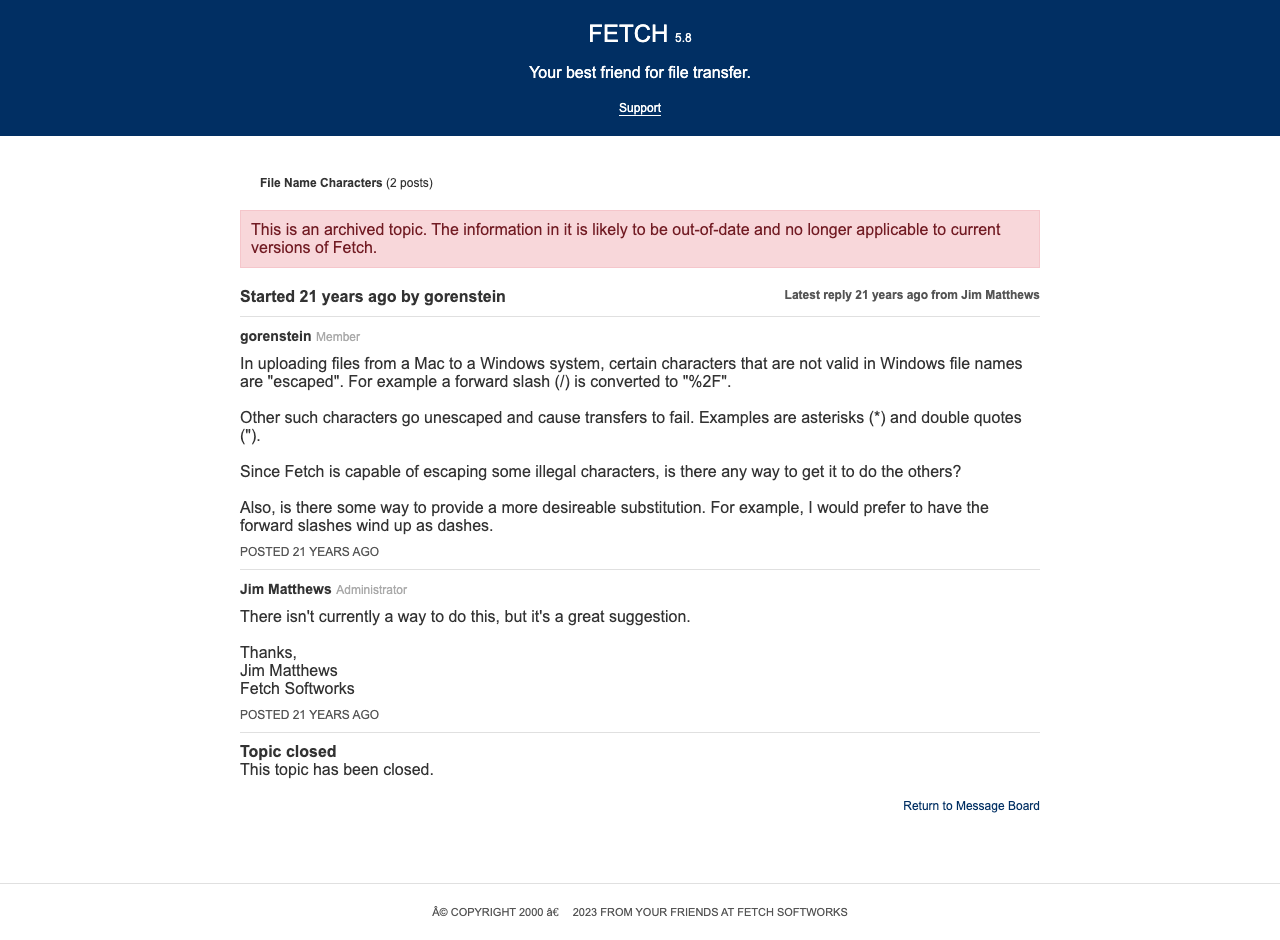 FETCH 5.8
Your best friend for file transfer.
Support
File Name Characters (2 posts)
This is an archived topic. The information in it is likely to be out-of-date and no longer applicable to current
versions of Fetch.
Started 21 years ago by gorenstein
Latest reply 21 years ago from Jim Matthews
gorenstein Member
In uploading files from a Mac to a Windows system, certain characters that are not valid in Windows file names
are "escaped". For example a forward slash (/) is converted to "%2F".
Other such characters go unescaped and cause transfers to fail. Examples are asterisks (*) and double quotes
(").
Since Fetch is capable of escaping some illegal characters, is there any way to get it to do the others?
Also, is there some way to provide a more desireable substitution. For example, I would prefer to have the
forward slashes wind up as dashes.
POSTED 21 YEARS AGO
Jim Matthews Administrator
There isn't currently a way to do this, but it's a great suggestion.
Thanks,
Jim Matthews
Fetch Softworks
POSTED 21 YEARS AGO
Topic closed
This topic has been closed.
Return to Message Board
Â© COPYRIGHT 2000 â€ 2023 FROM YOUR FRIENDS AT FETCH SOFTWORKS